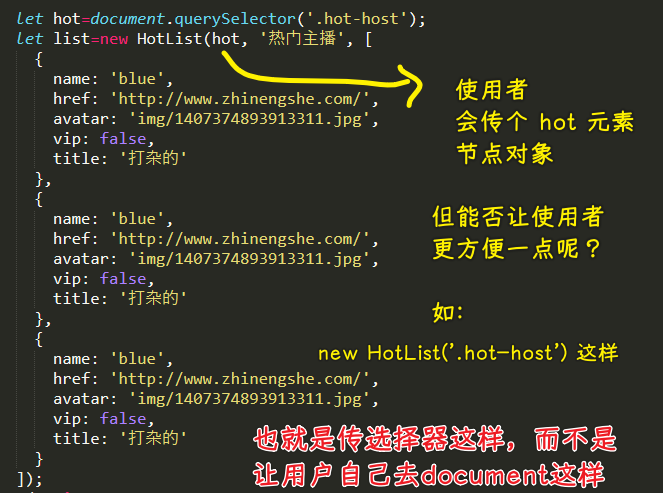 let hot=document.querySelector('.hot-host');
let list=new HotList(hot, '热门主播', [
{
name: 'blue',
href: 'http://www.zhinengshe.com/',
avatar: 'img/1407374893913311.jpg',
vip: false,
title: '打杂的'
},
{
name: 'blue',
href: 'http://www.zhinengshe.com/',
avatar: 'img/1407374893913311.jpg',
vip: false,
title: '打杂的'
},
{
name: 'blue',
href: 'http://www.zhinengshe.com/',
avatar: 'img/1407374893913311.jpg',
vip: false,
title: '打杂的'
}
]);
使用者
会传个 hot 元素
节点对象
但能否让使用者
更方便一点呢？
如：
new HotList('.hot-host') 这样
也就是传选择器这样，而不是
让用户自己去document这样